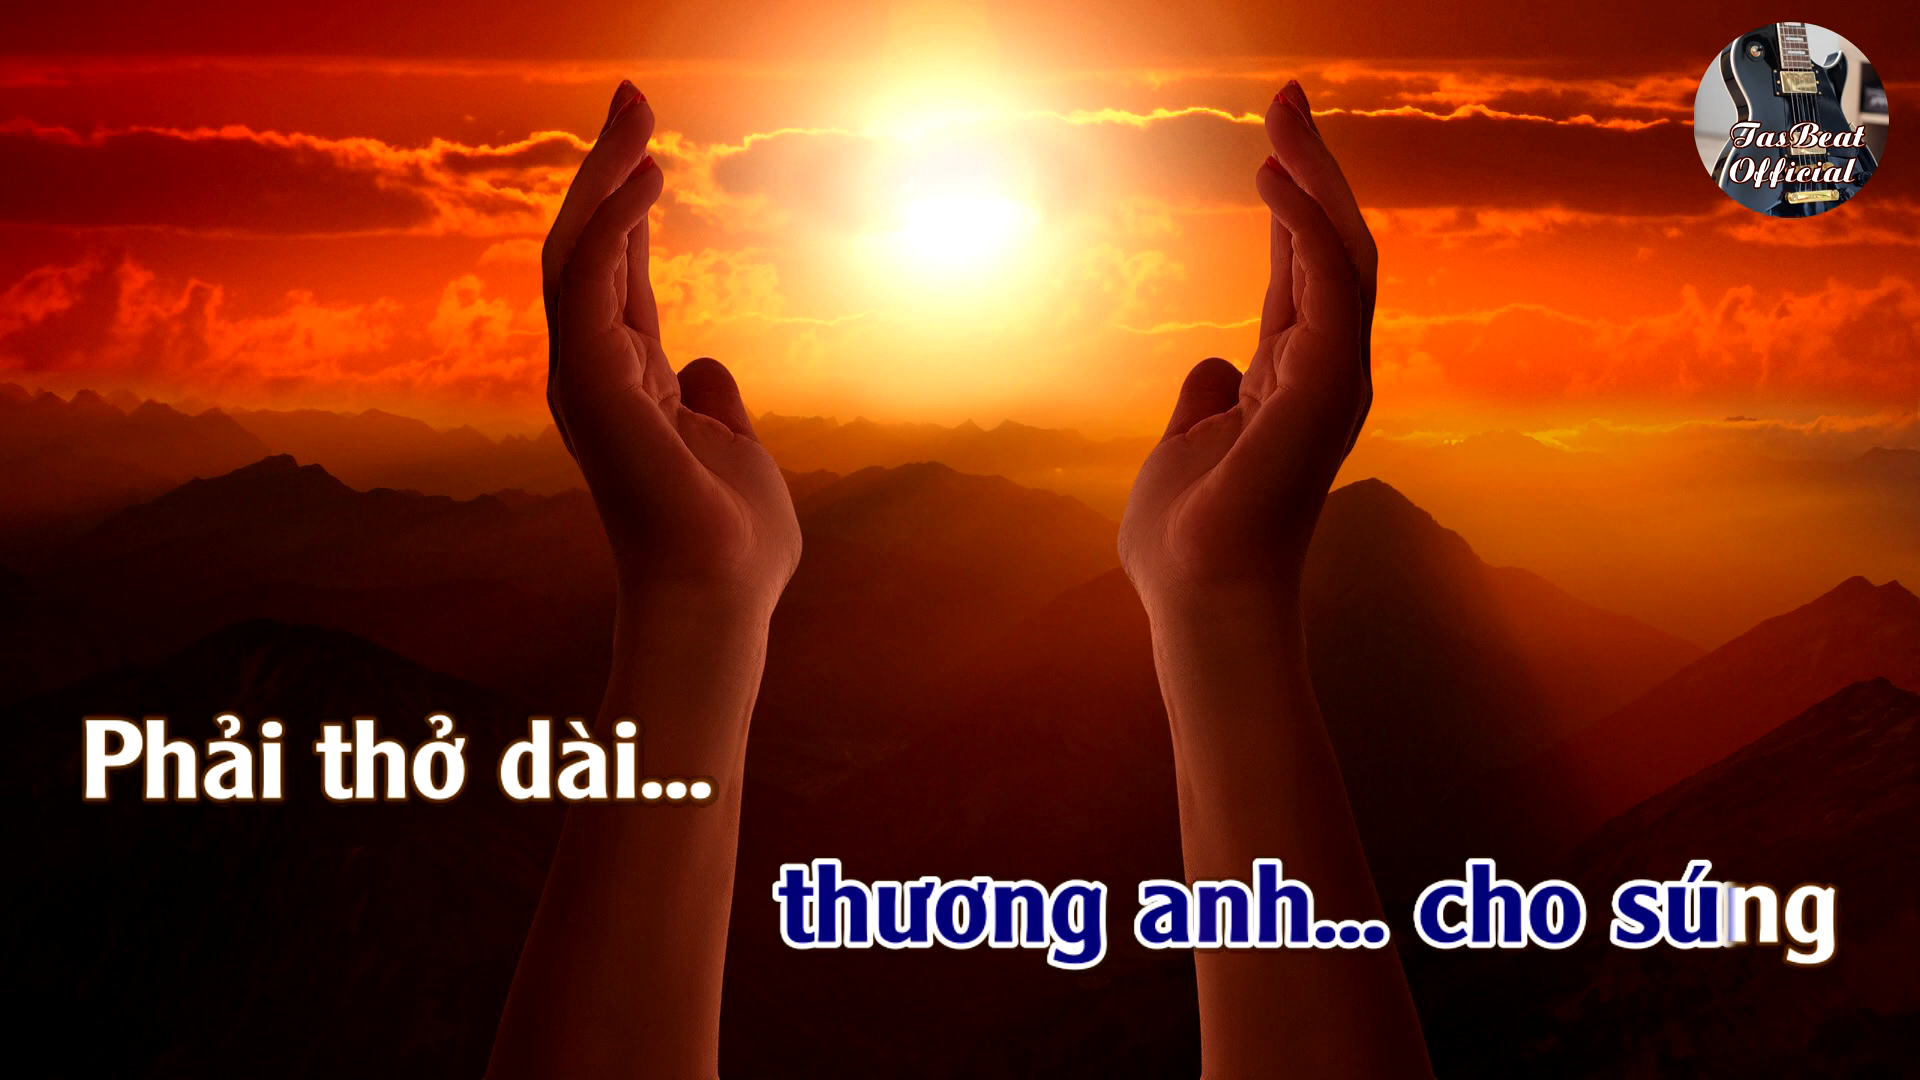 TasBeat
Official
Phải thở dài...
thương anh... cho súng